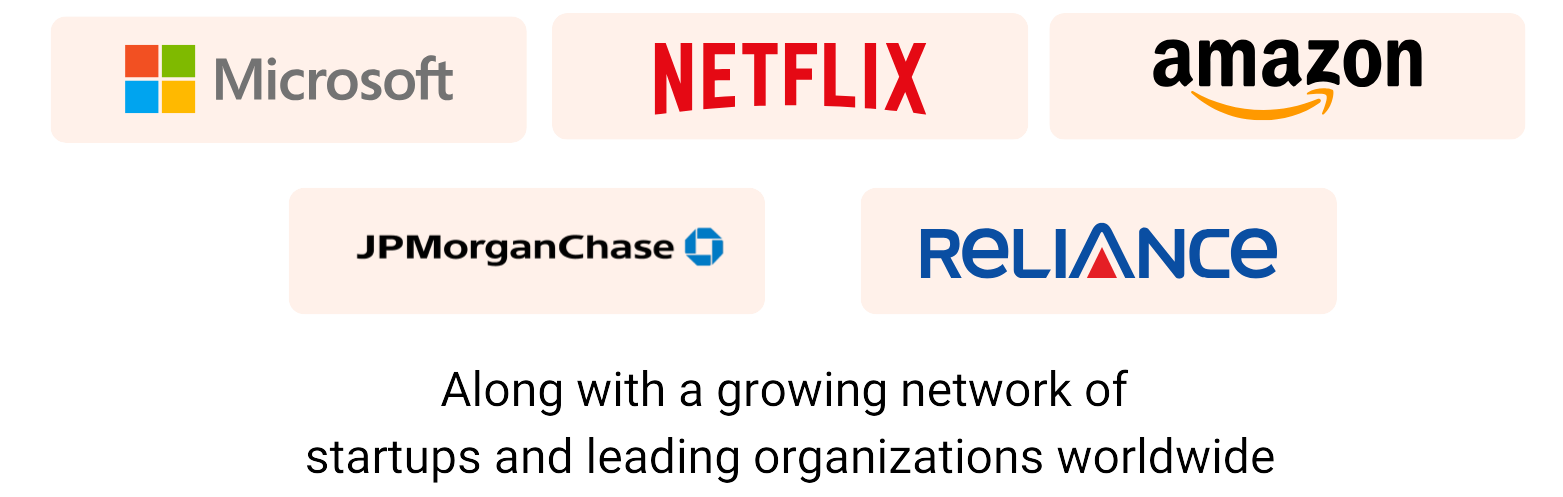 Microsoft
NETFLIX
amazon
JPMorganChase
RELIANCE
Along with a growing network of
startups and leading organizations worldwide